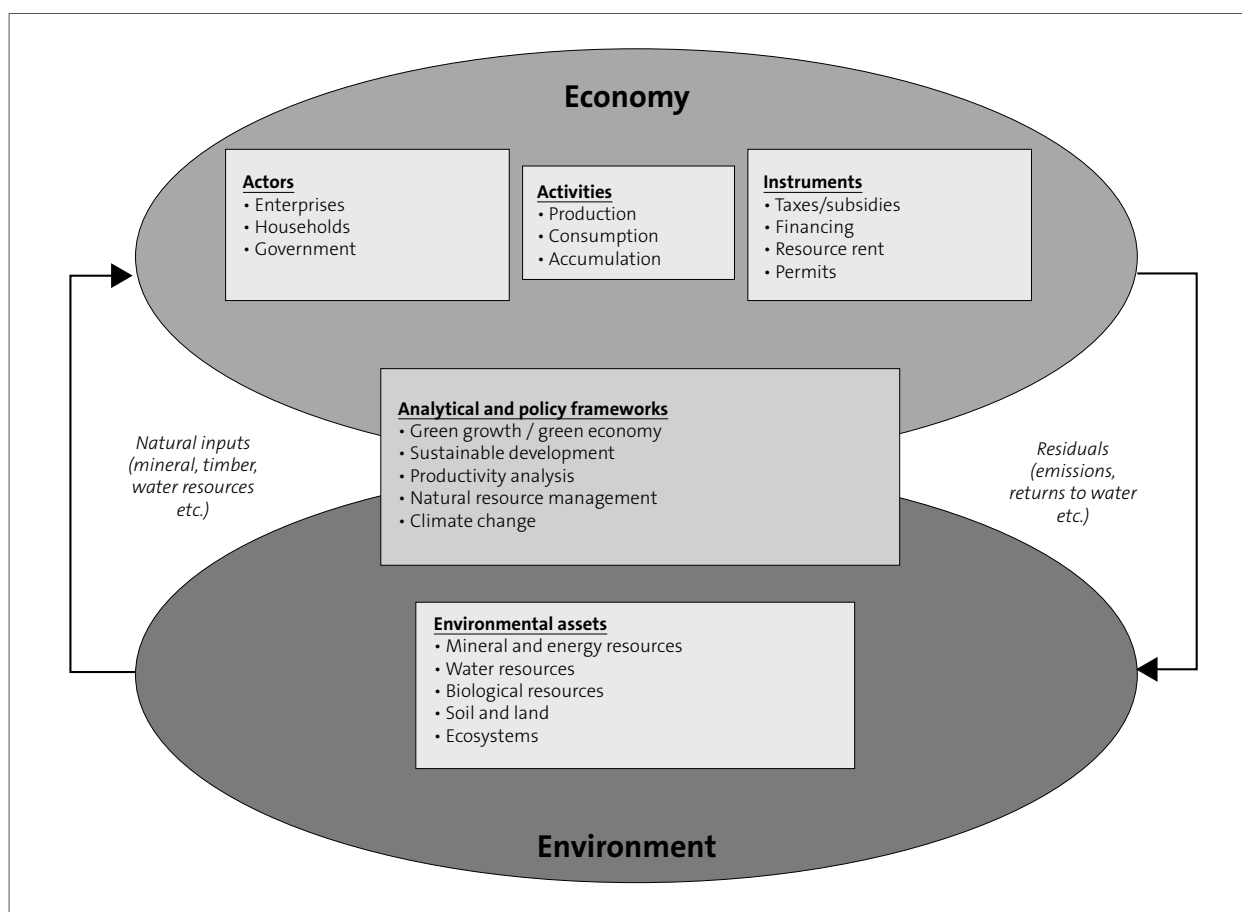 Economy
Actors
• Enterprises
• Households
• Government
Activities
• Production
• Consumption
• Accumulation
Instruments
• Taxes/subsidies
• Financing
• Resource rent
• Permits
Analytical and policy frameworks
• Green growth / green economy
• Sustainable development
• Productivity analysis
• Natural resource management
• Climate change
Natural inputs
(mineral, timber,
water resources
etc.)
Residuals
(emissions,
returns to water
etc.)
Environmental assets
• Mineral and energy resources
• Water resources
• Biological resources
• Soil and land
• Ecosystems
Environment